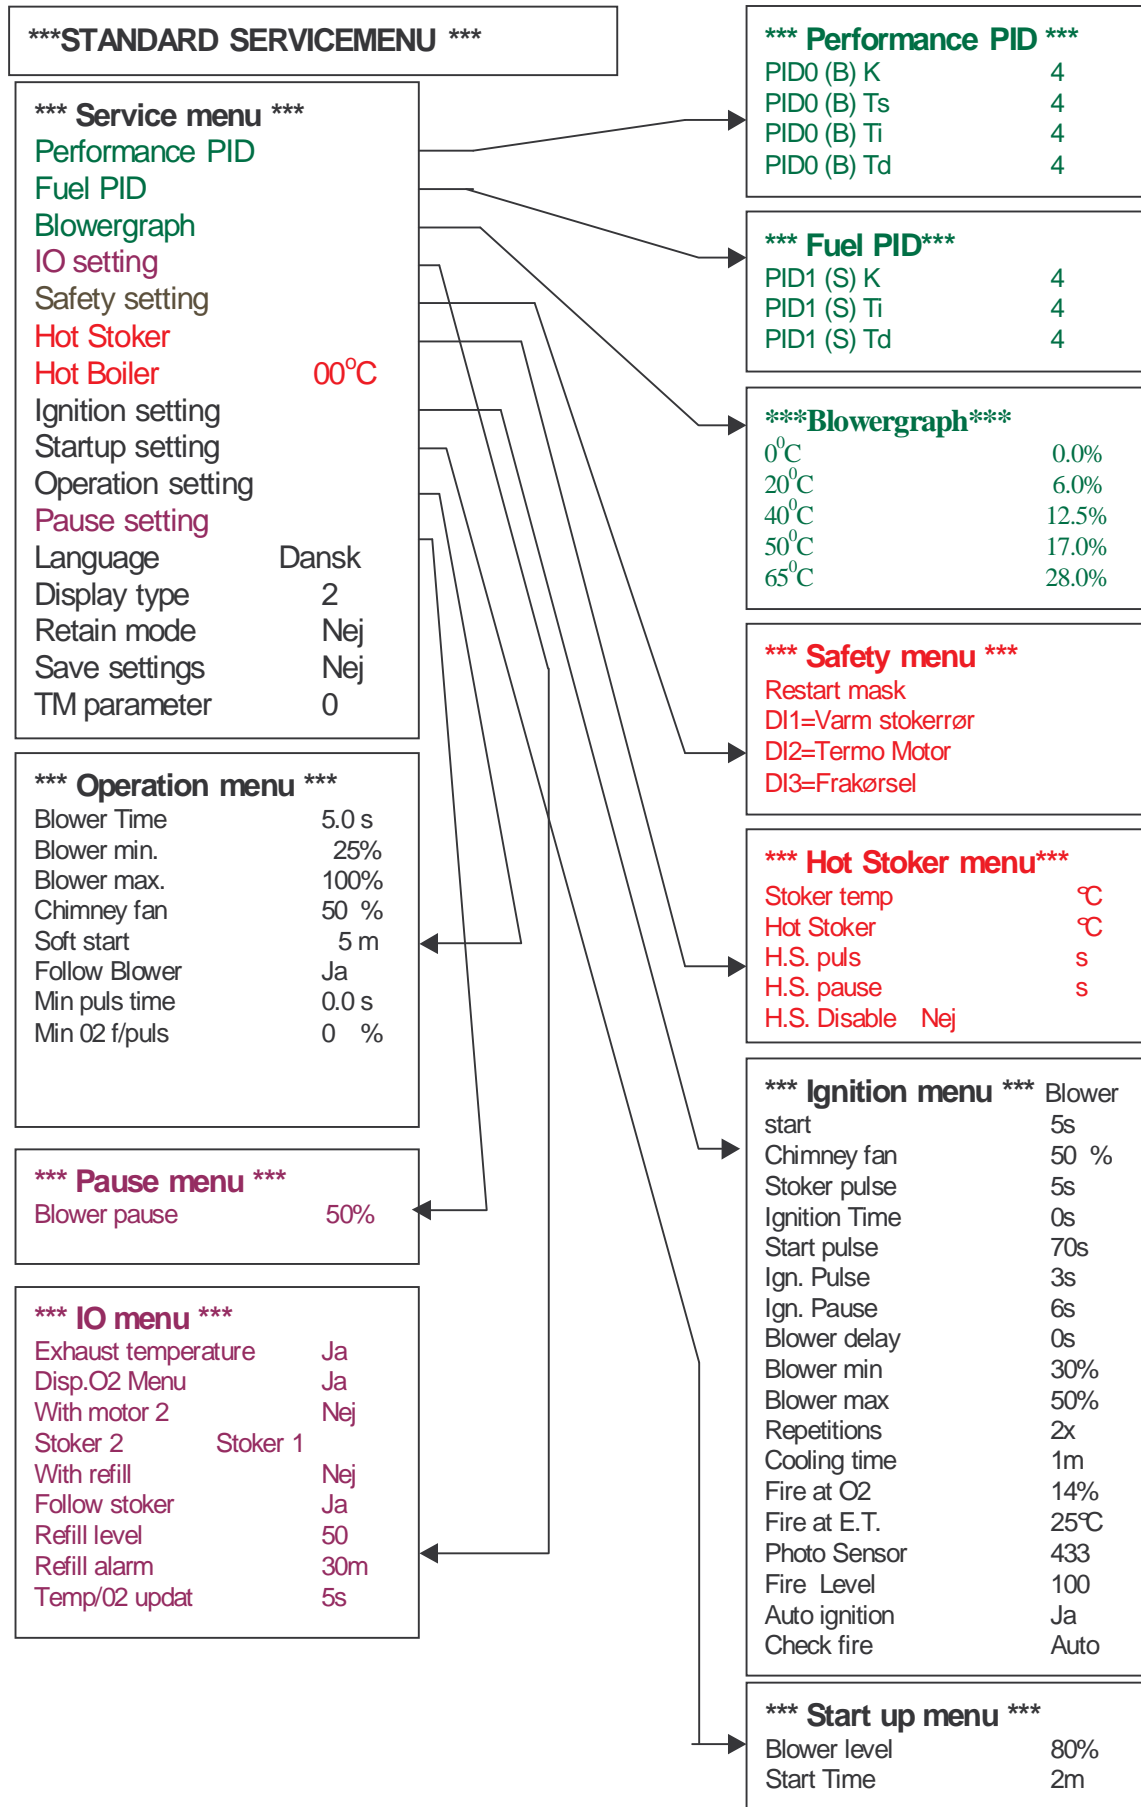 ***STANDARD SERVICEMENU ***
*** Service menu ***
Performance PID
Fuel PID
Blowergraph
IO setting
Safety setting
Hot Stoker
Hot Boiler 00°C
Ignition setting
Startup setting
Operation setting
Pause setting
Language Dansk
Display type 2
Retain mode Nej
Save settings Nej
TM parameter 0
*** Operation menu ***
Blower Time 5.0 s
Blower min. 25%
Blower max. 100%
Chimney fan 50 %
Soft start 5 m
Follow Blower Ja
Min puls time 0.0 s
Min 02 f/puls 0 %
*** Pause menu ***
Blower pause 50%
*** IO menu ***
Exhaust temperature Ja
Disp.O2 Menu Ja
With motor 2 Nej
Stoker 2 Stoker 1
With refill Nej
Follow stoker Ja
Refill level 50
Refill alarm 30m
Temp/02 updat 5s
*** Performance PID ***
PID0 (B) K 4
PID0 (B) Ts 4
PID0 (B) Ti 4
PID0 (B) Td 4
*** Fuel PID***
PID1 (S) K 4
PID1 (S) Ti 4
PID1 (S) Td 4
***Blowergraph***
0⁰C 0.0%
20⁰C 6.0%
40⁰C 12.5%
50⁰C 17.0%
65⁰C 28.0%
*** Safety menu ***
Restart mask
DI1=Varm stokerrør
DI2=Termo Motor
DI3=Frakørsel
*** Hot Stoker menu***
Stoker temp °C
Hot Stoker °C
H.S. puls s
H.S. pause s
H.S. Disable Nej
*** Ignition menu *** Blower
start 5s
Chimney fan 50 %
Stoker pulse 5s
Ignition Time 0s
Start pulse 70s
Ign. Pulse 3s
Ign. Pause 6s
Blower delay 0s
Blower min 30%
Blower max 50%
Repetitions 2x
Cooling time 1m
Fire at O2 14%
Fire at E.T. 25°C
Photo Sensor 433
Fire Level 100
Auto ignition Ja
Check fire Auto
*** Start up menu ***
Blower level 80%
Start Time 2m